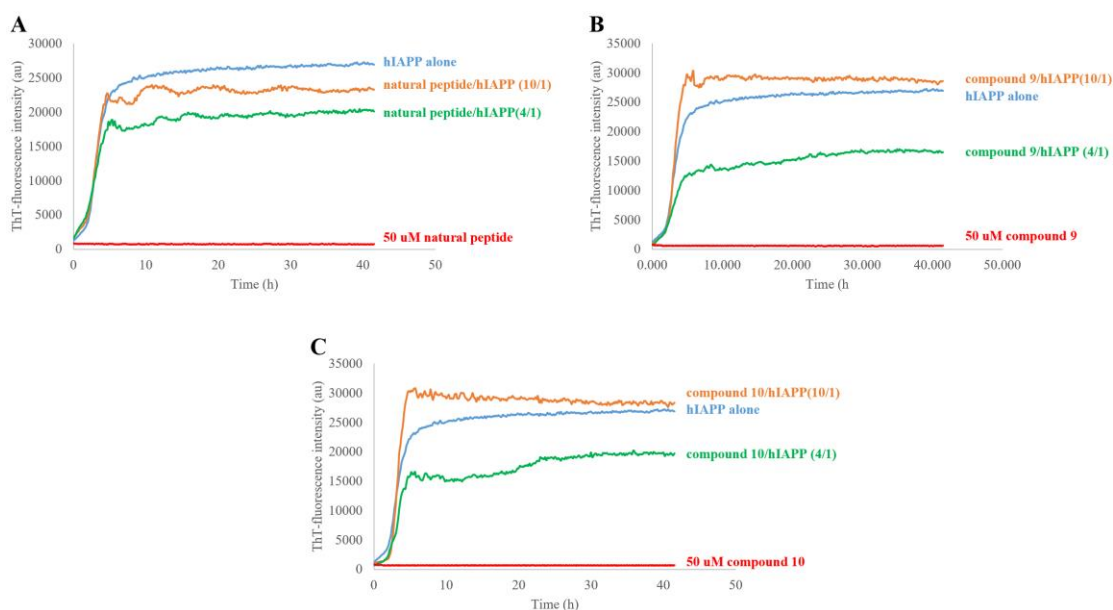 A
ThT-fluorescence intensity (au)
30000
25000
20000
15000
10000
5000
0
0 10 20 30 40 50
Time (h)
hIAPP alone
natural peptide/hIAPP (10/1)
natural peptide/hIAPP(4/1)
50 uM natural peptide
B
ThT-fluorescence intensity (au)
35000
30000
25000
20000
15000
10000
5000
0
0.000 10.000 20.000 30.000 40.000 50.000
Time (h
compound 9/hIAPP(10/1)
hIAPP alone
compound 9/hIAPP (4/1)
50 uM compound 9
C
ThT-fluorescence intensity (au)
35000
30000
25000
20000
15000
10000
5000
0
0 10 20 30 40 50
Time (h)
compound 10/hIAPP(10/1)
hIAPP alone
compound 10/hIAPP (4/1)
50 uM compound 10